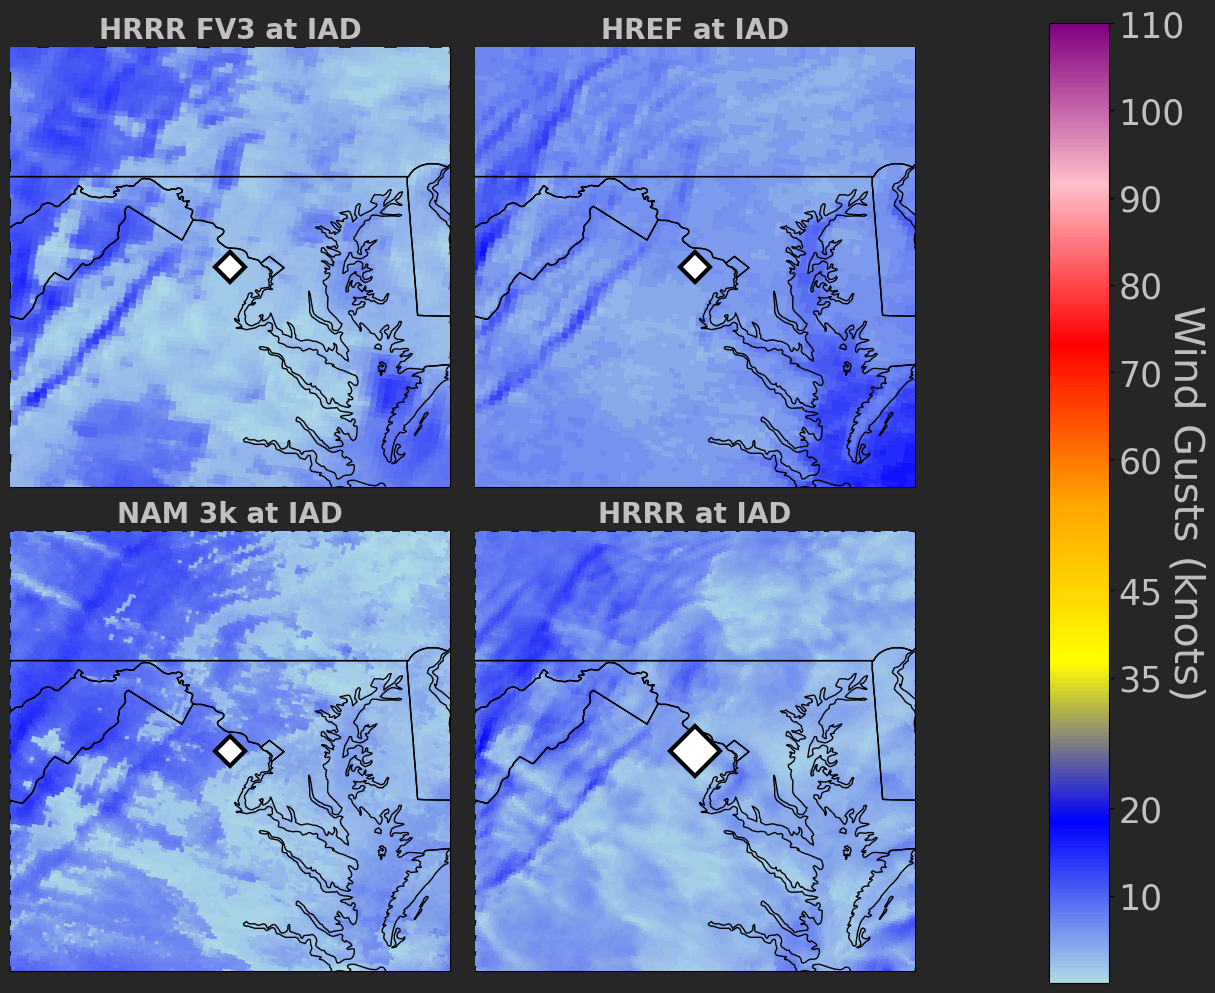 HRRR FV3 at IAD
HREF at IAD
NAM 3k at IAD
HRRR at IAD
110
100
90
80
70
60
45
35
20
10
Wind Gusts (knots)